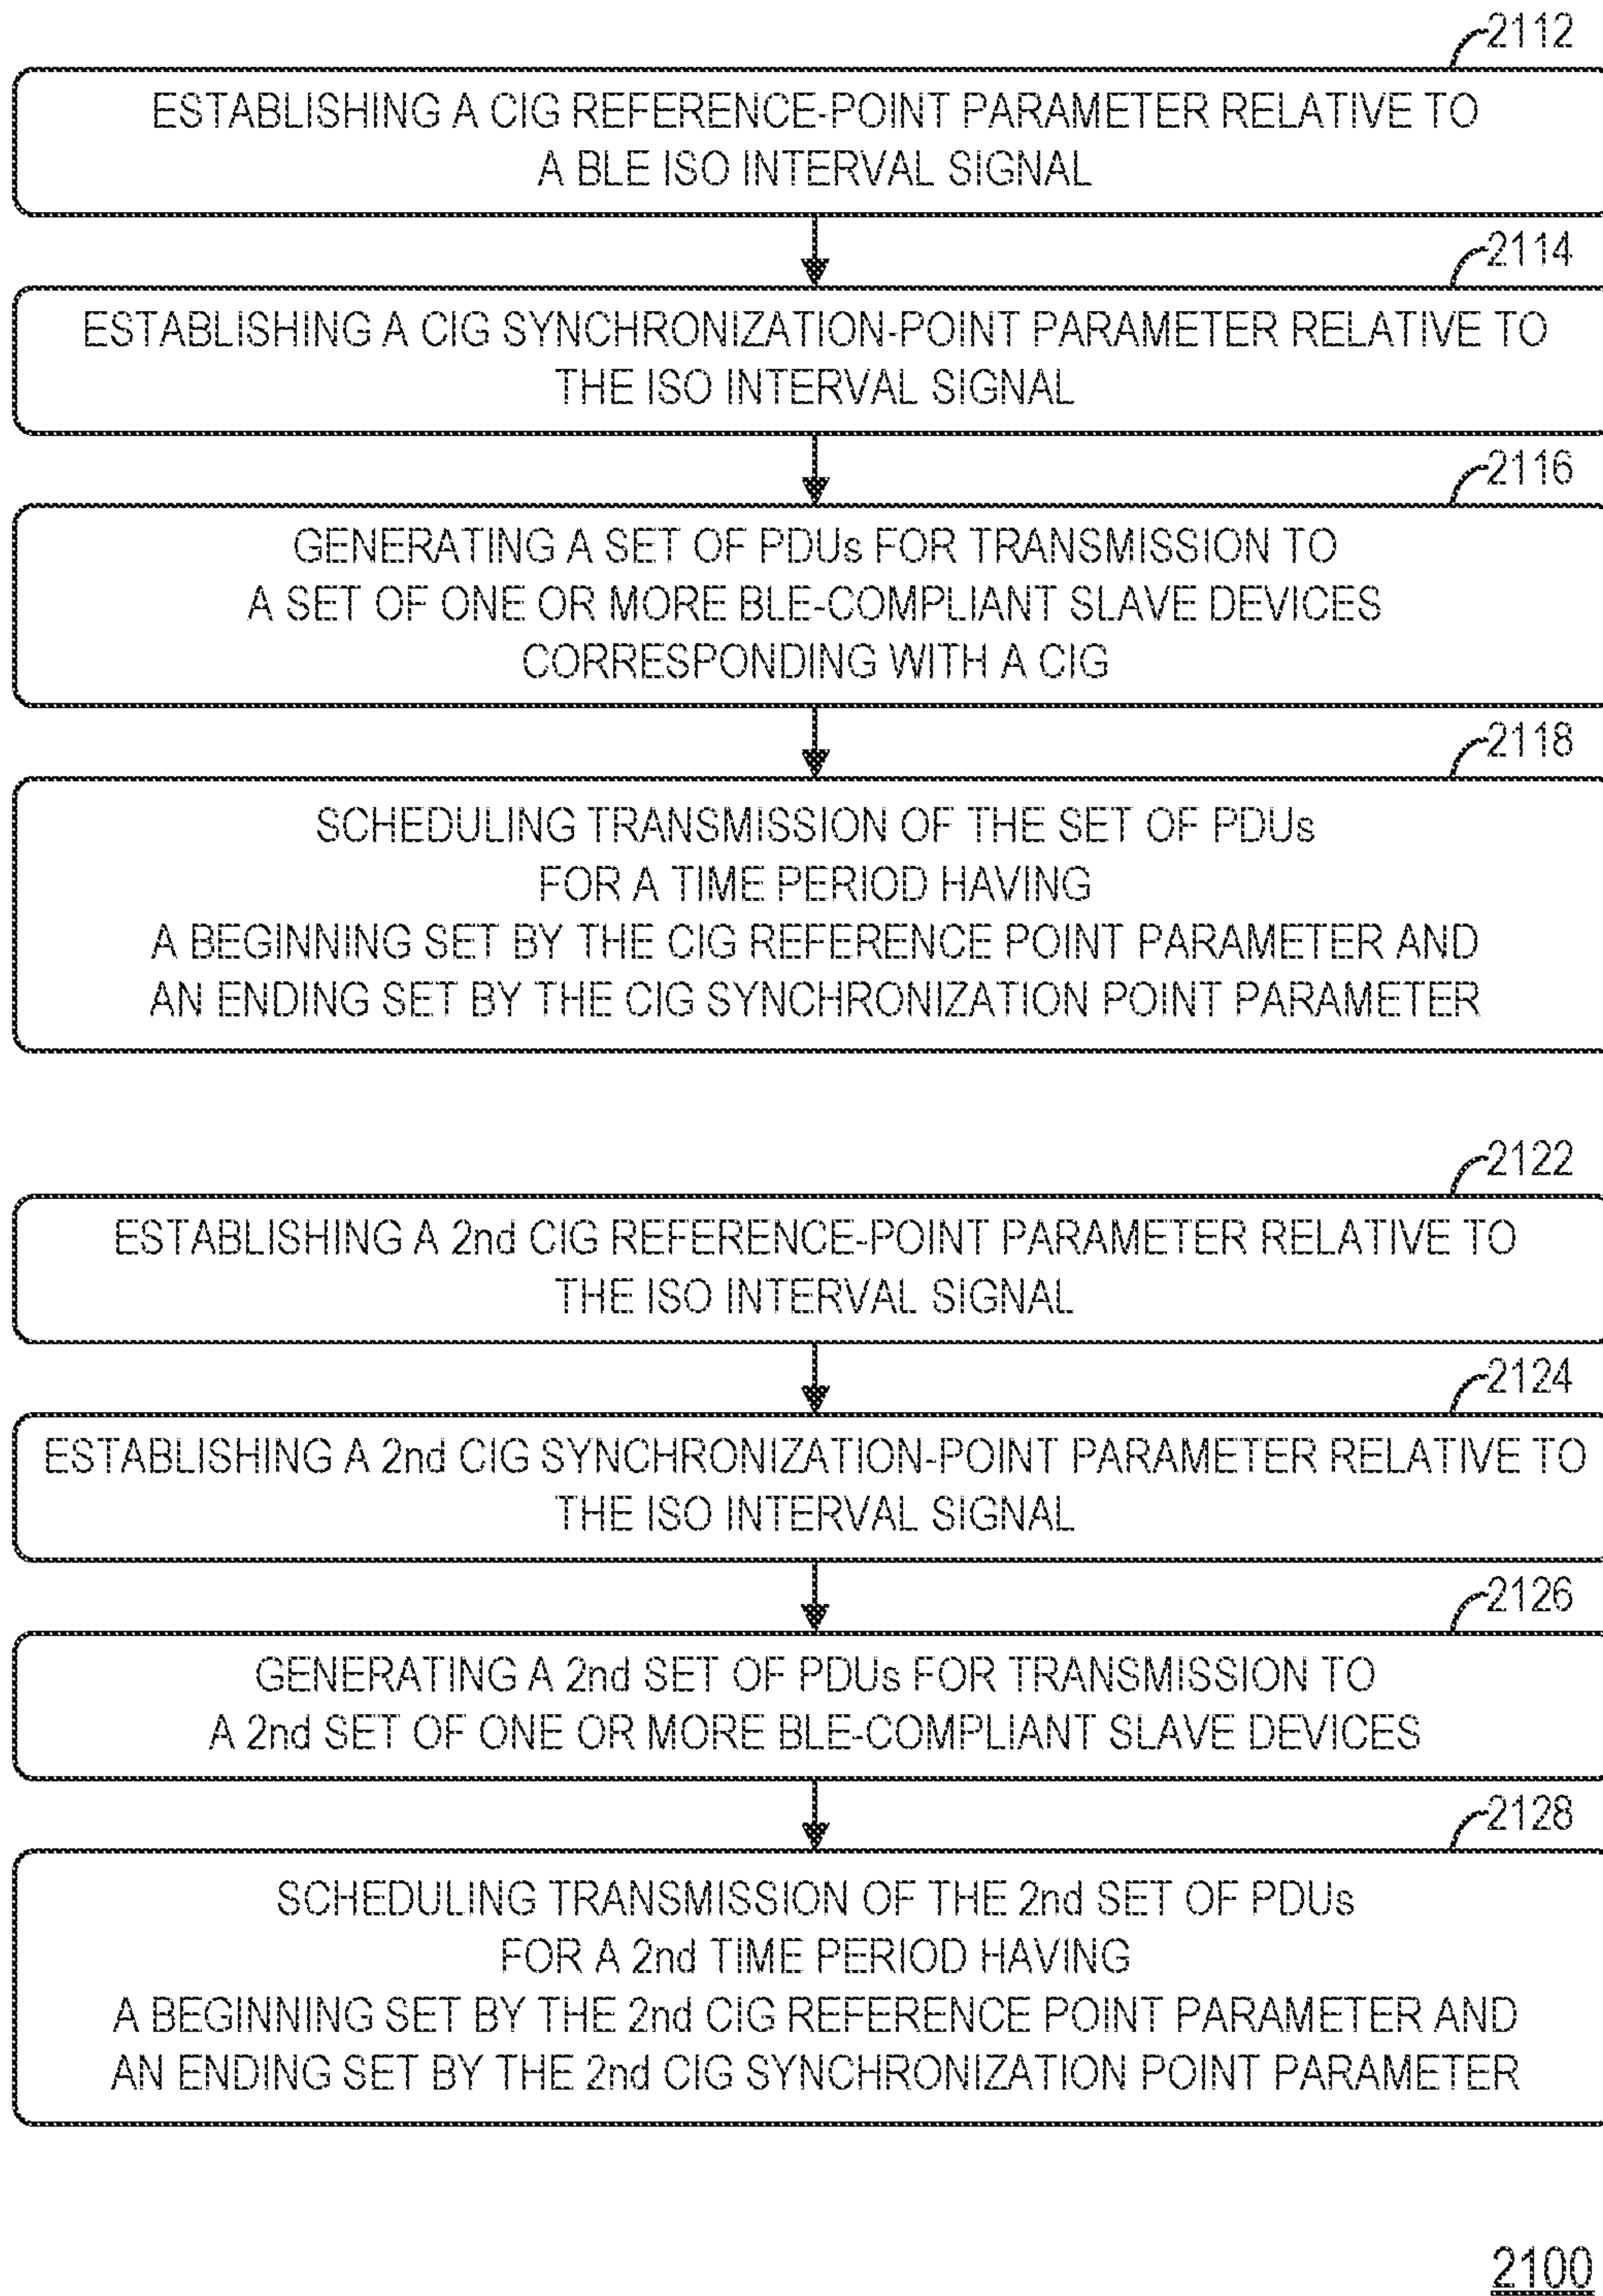 2112
ESTABLISHING A CIG REFERENCE-POINT PARAMETER RELATIVE TO
A BLE ISO INTERVAL SIGNAL
2114
ESTABLISHING A CIG SYNCHRONIZATION-POINT PARAMETER RELATIVE TO
THE ISO INTERVAL SIGNAL
2116
GENERATING A SET OF PDUs FOR TRANSMISSION TO
A SET OF ONE OR MORE BLE-COMPLIANT SLAVE DEVICES
CORRESPONDING WITH A CIG
2118
SCHEDULING TRANSMISSION OF THE SET OF PDUs
FOR A TIME PERIOD HAVING
A BEGINNING SET BY THE CIG REFERENCE POINT PARAMETER AND
AN ENDING SET BY THE CIG SYNCHRONIZATION POINT PARAMETER
2122
ESTABLISHING A 2nd CIG REFERENCE-POINT PARAMETER RELATIVE TO
THE ISO INTERVAL SIGNAL
2124
ESTABLISHING A 2nd CIG SYNCHRONIZATION-POINT PARAMETER RELATIVE TO
THE ISO INTERVAL SIGNAL
2126
GENERATING A 2nd SET OF PDUs FOR TRANSMISSION TO
A 2nd SET OF ONE OR MORE BLE-COMPLIANT SLAVE DEVICES
2128
SCHEDULING TRANSMISSION OF THE 2nd SET OF PDUs
FOR A 2nd TIME PERIOD HAVING
A BEGINNING SET BY THE 2nd CIG REFERENCE POINT PARAMETER AND
AN ENDING SET BY THE 2nd CIG SYNCHRONIZATION POINT PARAMETER
2100